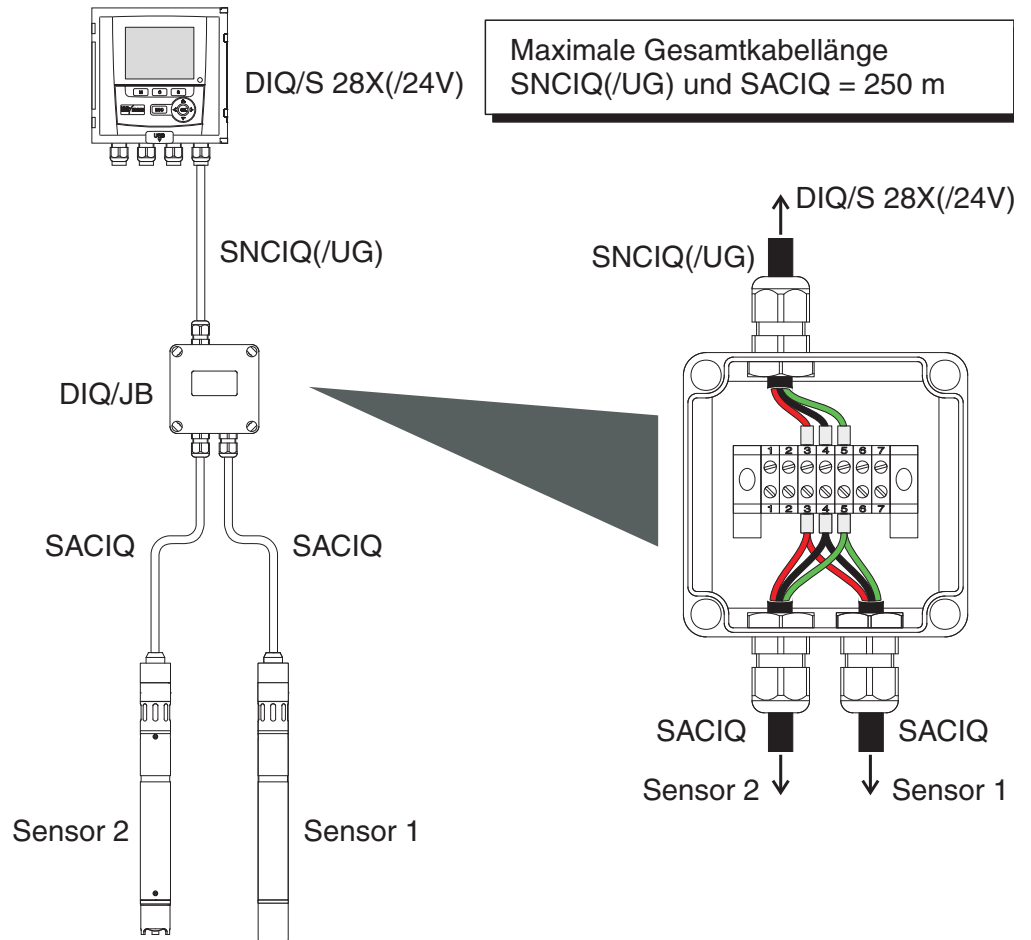 DIQ/S 28X(/24V)
Maximale Gesamtkabellänge
SNCIQ(/UG) und SACIQ = 250 m
USB
SNCIQ(/UG)
DIQ/JB
SACIQ
SACIQ
Sensor 2
Sensor 1
DIQ/S 28X(/24V)
SNCIQ(/UG)
1 2 3 4 5 6 7
1 2 3 4 5 6 7
SACIQ
SACIQ
Sensor 2
Sensor 1